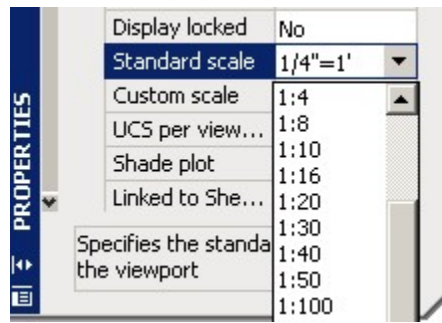 Display locked No
Standard scale 1/4"=1'
Custom scale 1:4
1:8
UCS per view... 1:10
Shade plot 1:16
Linked to She... 1:20
1:30
Specifies the standa 1:40
the viewport 1:50
1:100
PROPERTIES